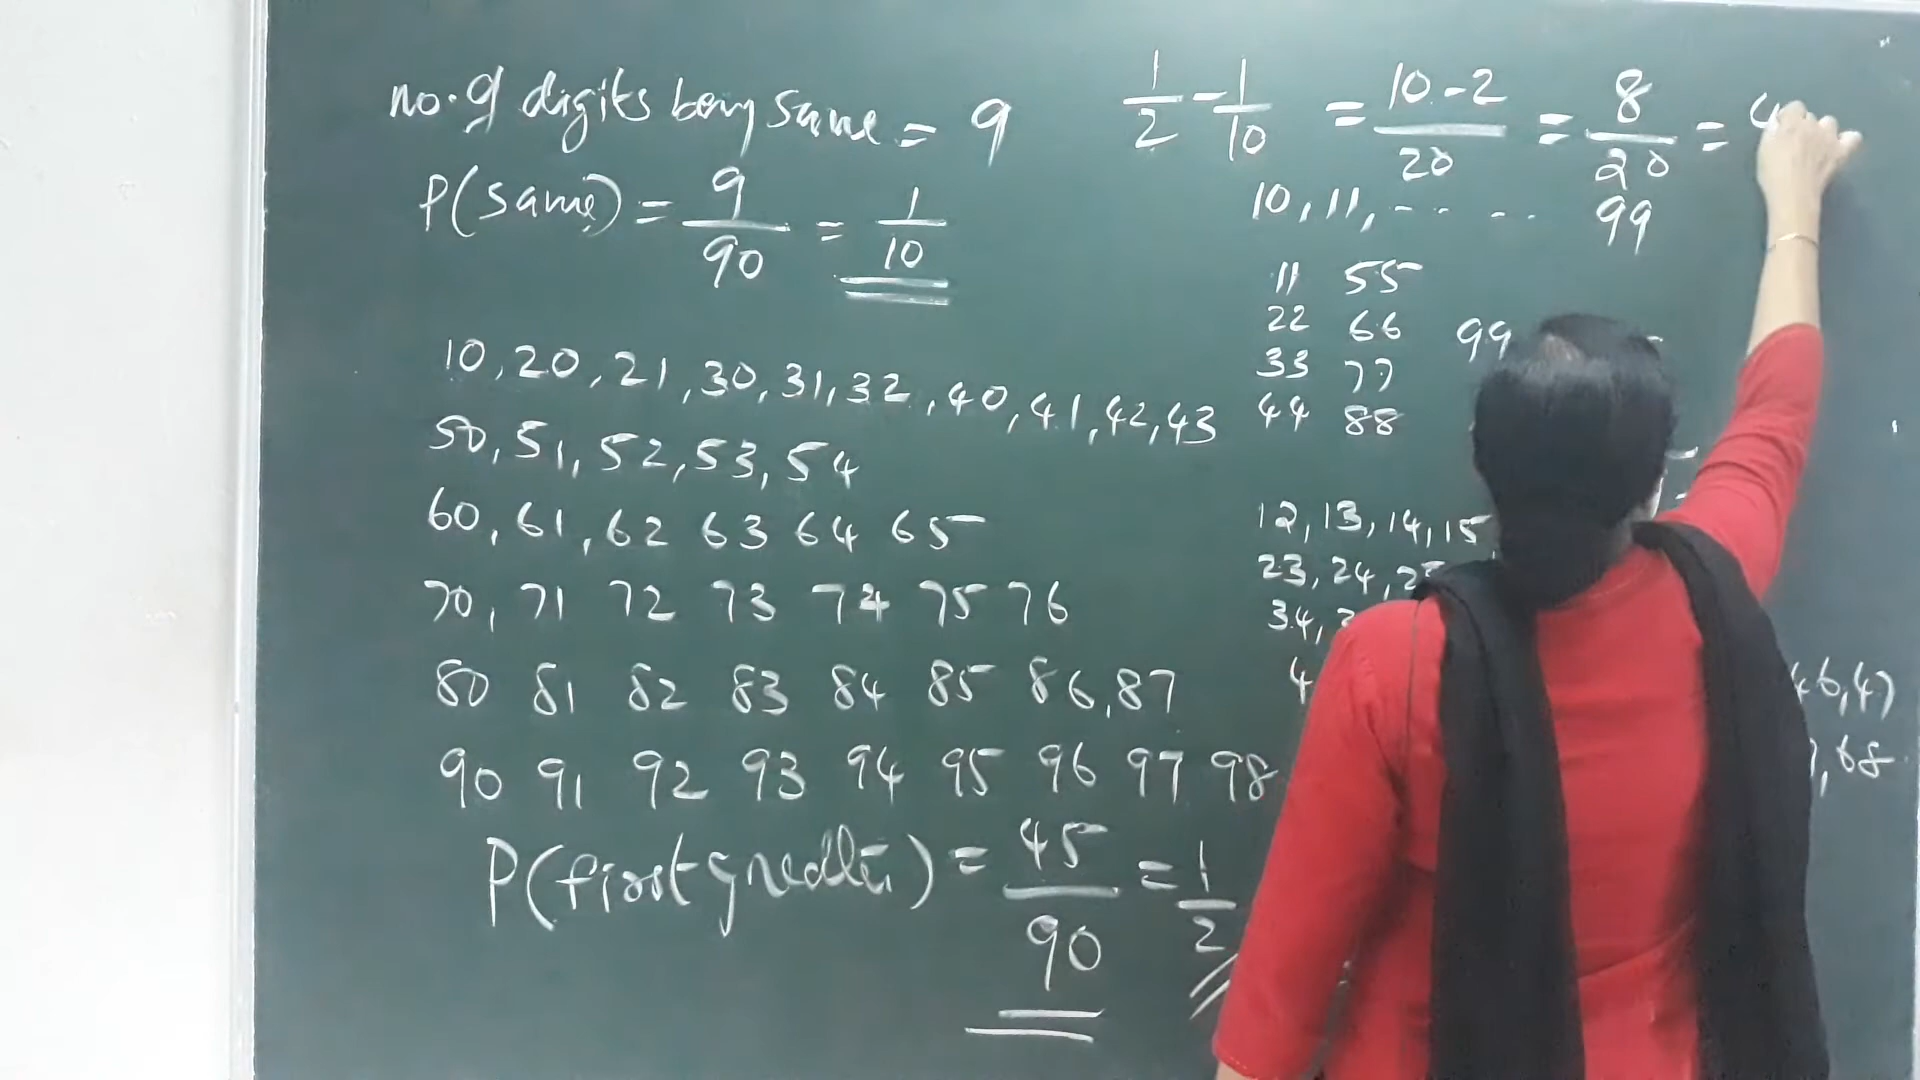 no. of digits being same = 9
P(same) = 9/90 = 1/10
10, 20, 21, 30, 31, 32, 40, 41, 42, 43
50, 51, 52, 53, 54
60, 61, 62 63 64 65
70, 71 72 73 74 75 76
80 81 82 83 84 85 86, 87
90 91 92 93 94 95 96 97 98
P(first greater) = 45/90 = 1/2
1/2 - 1/10 = 10-2/20 = 8/20 = 4
10, 11, -- -- 99
11 55
22 66 99
33 77
44 88
12, 13, 14, 15
23, 24,
34,
46, 47
, 68